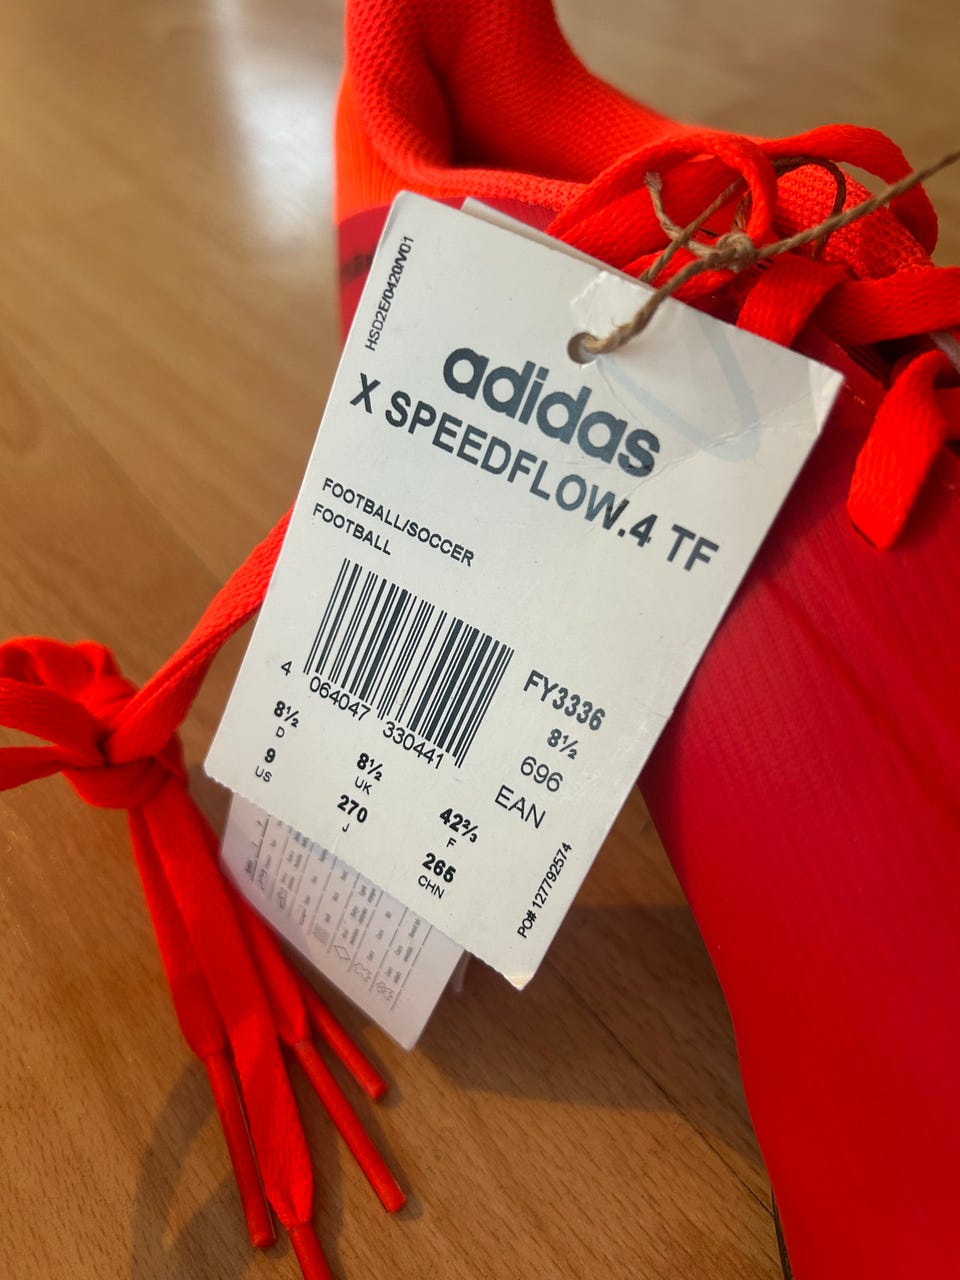 HSD2E/0420/V01
adidas
X SPEEDFLOW.4 TF
FOOTBALL/SOCCER
FOOTBALL
4 064047 330441
FY3336
8½
696
EAN
8½
D
9
US
8½
UK
270
J
42⅔
F
265
CHN
PO# 127792574